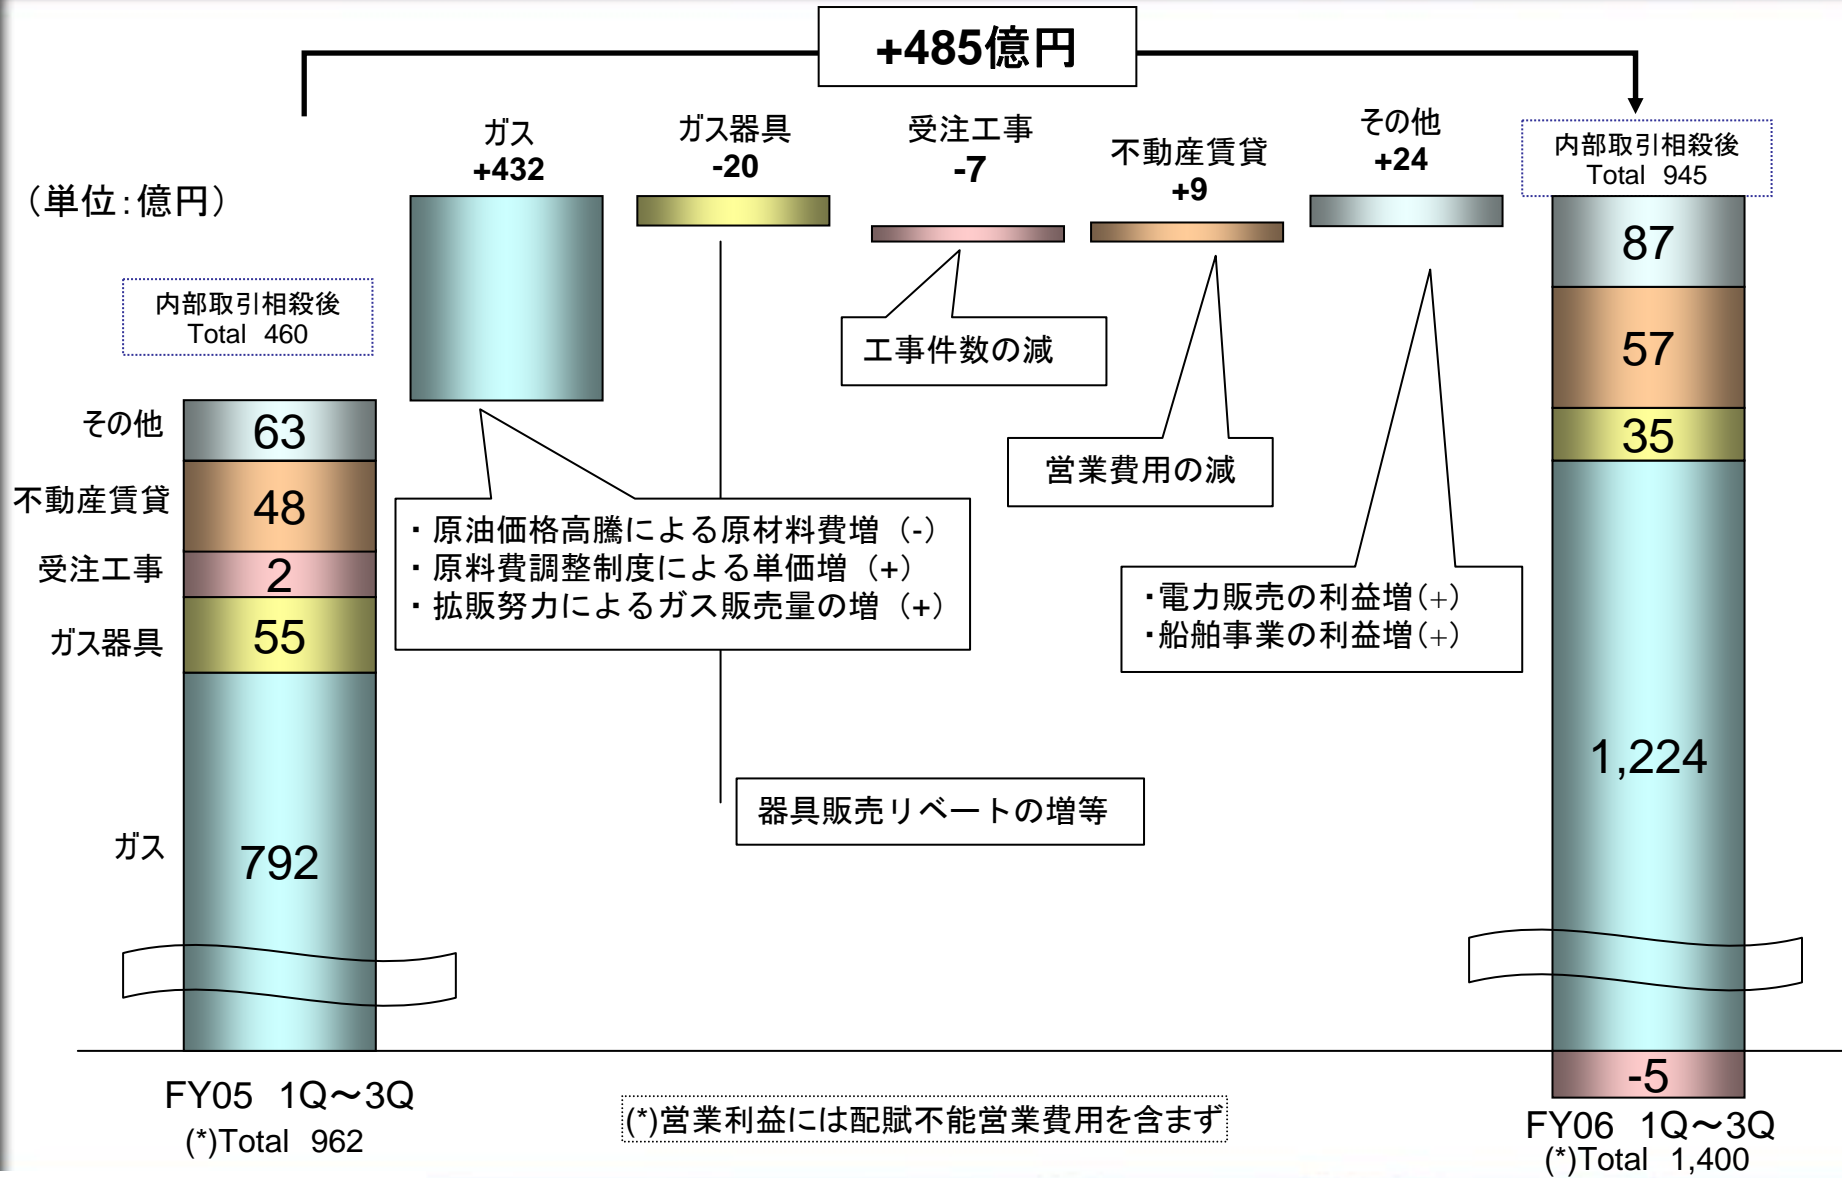 +485億円
（単位：億円）
ガス
+432
ガス器具
-20
受注工事
-7
不動産賃貸
+9
その他
+24
内部取引相殺後
Total 945
内部取引相殺後
Total 460
その他
不動産賃貸
受注工事
ガス器具
ガス
63
48
2
55
792
・原油価格高騰による原材料費増（-）
・原料費調整制度による単価増（+）
・拡販努力によるガス販売量の増（+）
器具販売リベートの増等
工事件数の減
営業費用の減
・電力販売の利益増（+）
・船舶事業の利益増（+）
87
57
35
1,224
-5
FY05 1Q～3Q
(*)Total 962
(*)営業利益には配賦不能営業費用を含まず
FY06 1Q～3Q
(*)Total 1,400